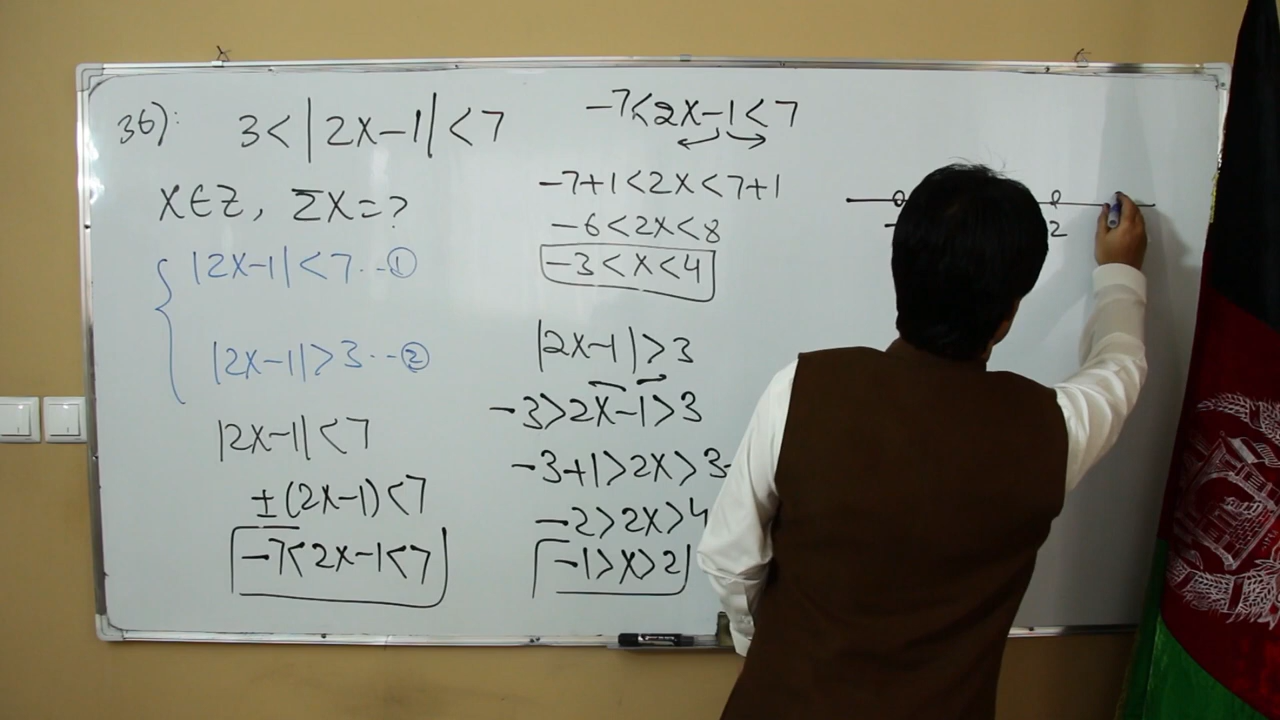 36): 3<|2x-1|<7
x∈Z, Σx=?
|2x-1|<7--①
|2x-1|>3--②
|2x-1|<7
±(2x-1)<7
-7<2x-1<7
-7<2x-1<7
-7+1<2x<7+1
-6<2x<8
-3<x<4
|2x-1|>3
-3>2x-1>3
-3+1>2x>3-
-2>2x>4
-1>x>2
2